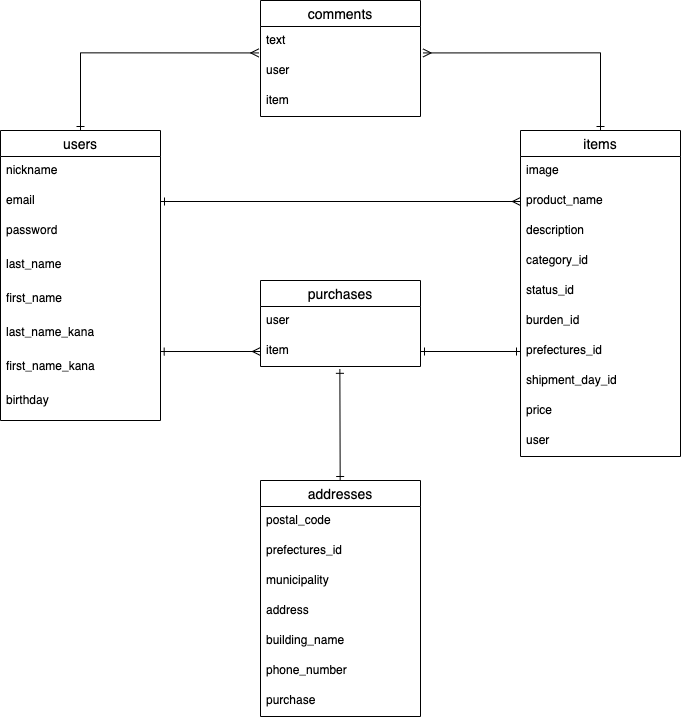 comments
text
user
item
users
nickname
email
password
last_name
first_name
last_name_kana
first_name_kana
birthday
items
image
product_name
description
category_id
status_id
burden_id
prefectures_id
shipment_day_id
price
user
purchases
user
item
addresses
postal_code
prefectures_id
municipality
address
building_name
phone_number
purchase